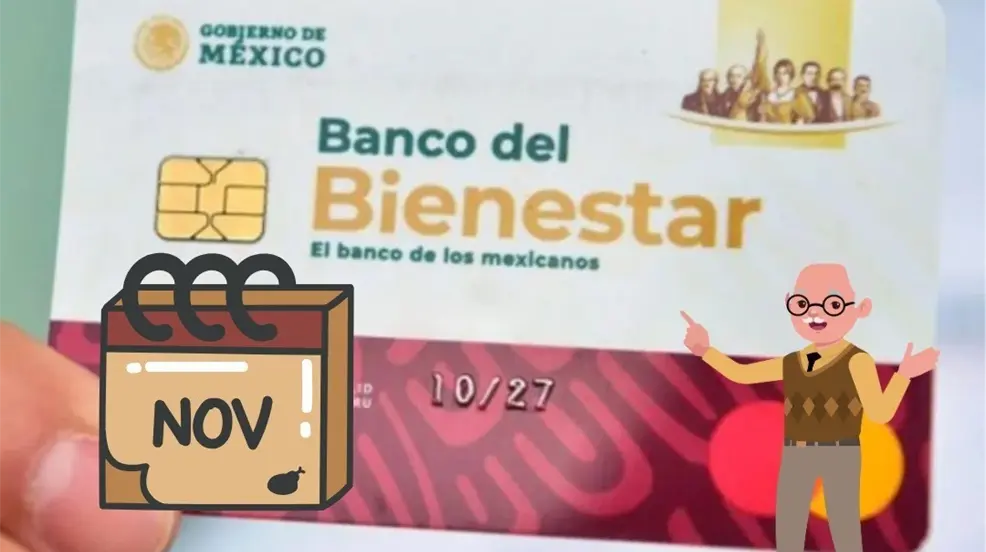 GOBIERNO DE
MÉXICO
Banco del
Bienestar
El banco de los mexicanos
10/27
NOV